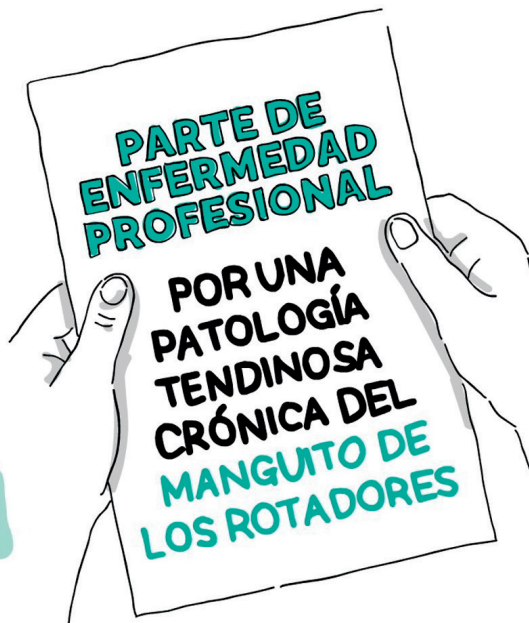 PARTE DE
ENFERMEDAD
PROFESIONAL
POR UNA
PATOLOGÍA
TENDINOSA
CRÓNICA DEL
MANGUITO DE
LOS ROTADORES